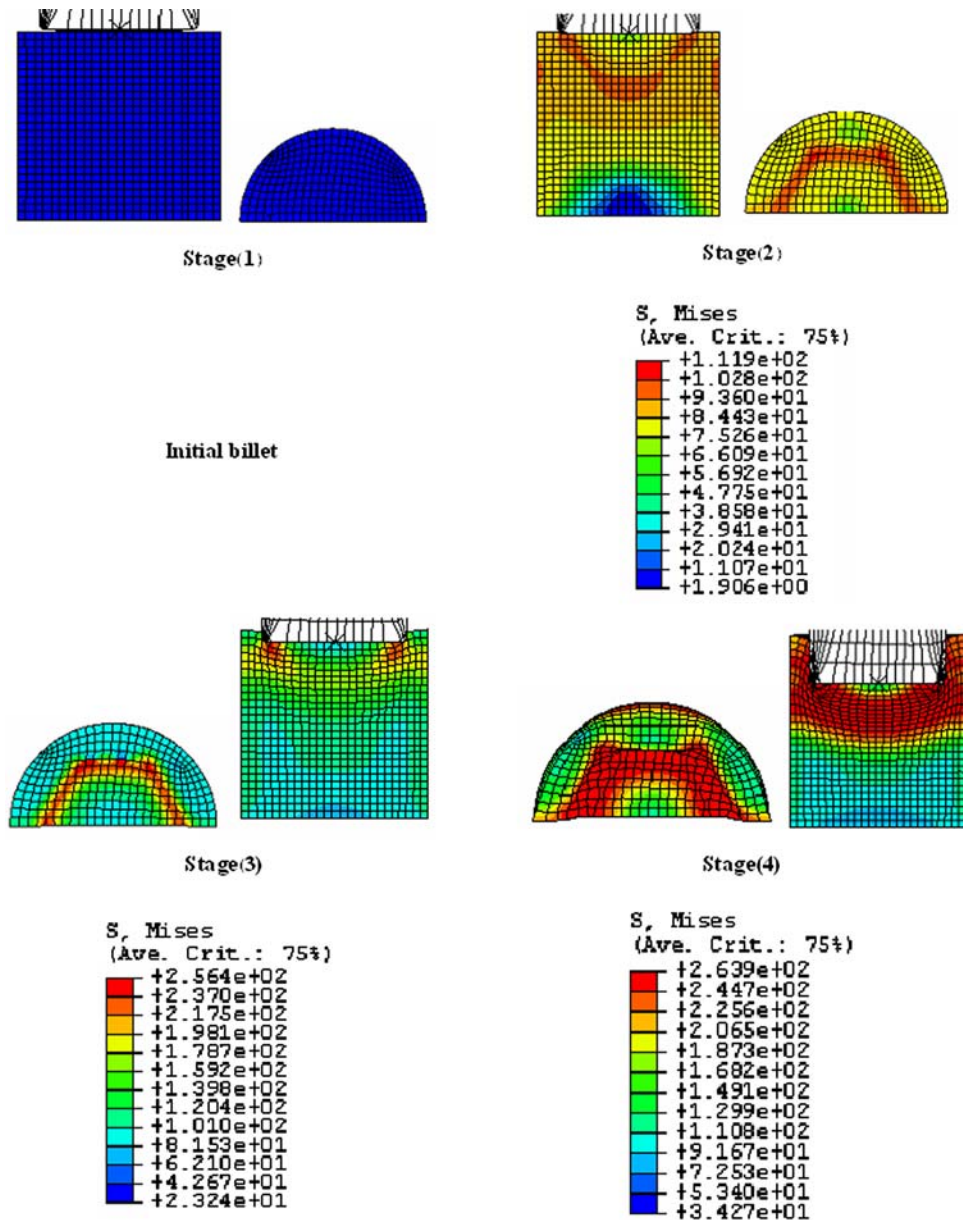 Stage(1)
Stage(2)
S, Mises
(Ave. Crit.: 75%)
+1.119e+02
+1.028e+02
+9.360e+01
+8.443e+01
+7.526e+01
+6.609e+01
+5.692e+01
+4.775e+01
+3.858e+01
+2.941e+01
+2.024e+01
+1.107e+01
+1.906e+00
Initial billet
Stage(3)
Stage(4)
S, Mises
(Ave. Crit.: 75%)
+2.564e+02
+2.370e+02
+2.175e+02
+1.981e+02
+1.787e+02
+1.592e+02
+1.398e+02
+1.204e+02
+1.010e+02
+8.153e+01
+6.210e+01
+4.267e+01
+2.324e+01
S, Mises
(Ave. Crit.: 75%)
+2.639e+02
+2.447e+02
+2.256e+02
+2.065e+02
+1.873e+02
+1.682e+02
+1.491e+02
+1.299e+02
+1.108e+02
+9.167e+01
+7.253e+01
+5.340e+01
+3.427e+01